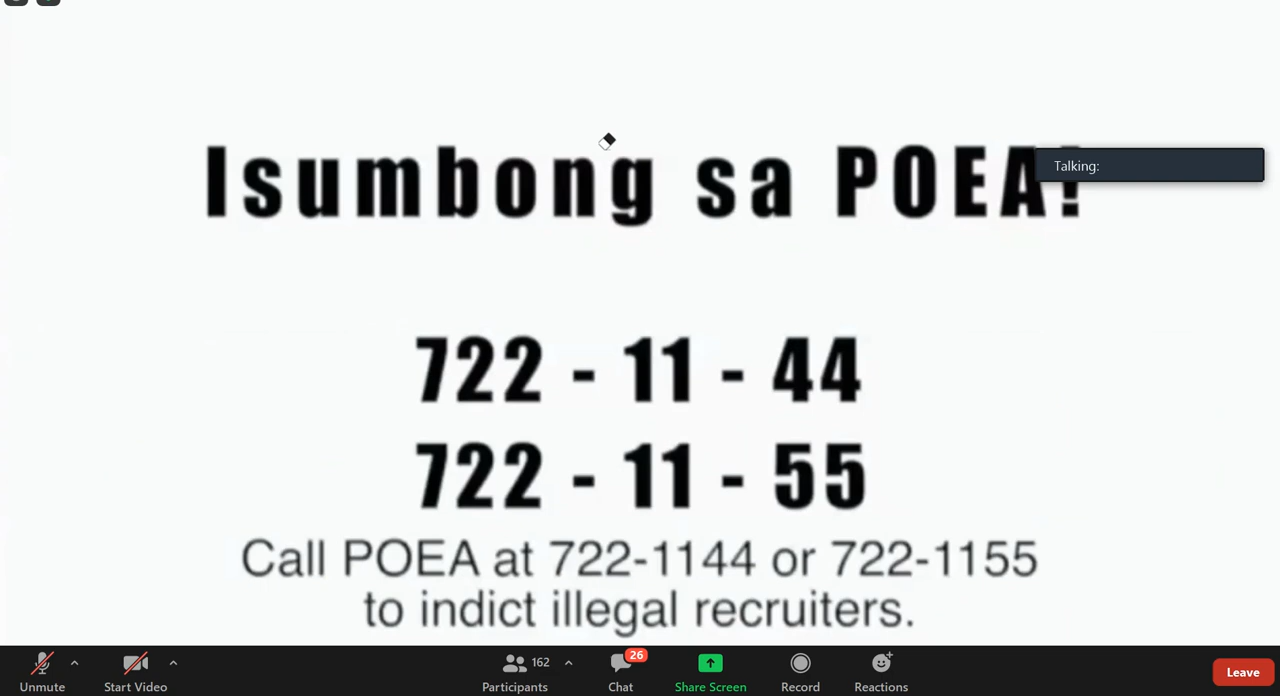 Isumbong sa POEA!
Talking:
722 - 11 - 44
722 - 11 - 55
Call POEA at 722-1144 or 722-1155
to indict illegal recruiters.
162
26
Unmute
Start Video
Participants
Chat
Share Screen
Record
Reactions
Leave